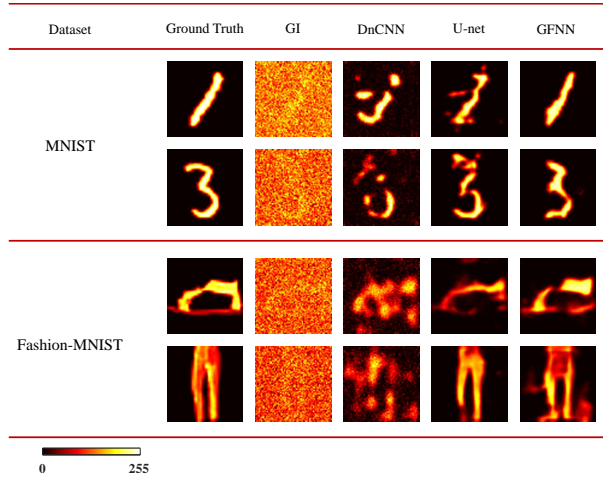 Dataset Ground Truth GI DnCNN U-net GFNN
MNIST
Fashion-MNIST
0 255